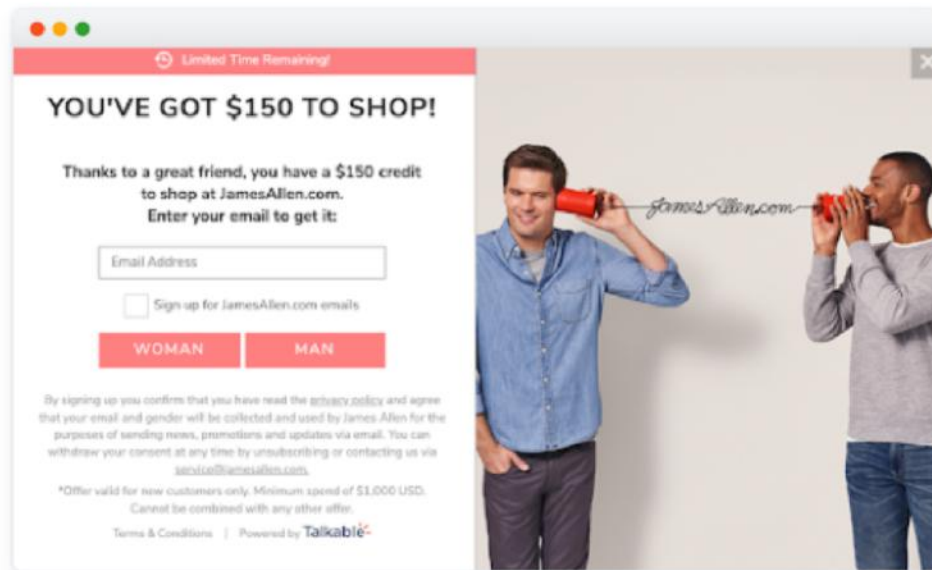 Limited Time Remaining!
YOU'VE GOT $150 TO SHOP!
Thanks to a great friend, you have a $150 credit
to shop at JamesAllen.com.
Enter your email to get it:
Email Address
Sign up for JamesAllen.com emails
WOMAN MAN
By signing up you confirm that you have read the privacy policy and agree
that your email and gender will be collected and used by James Allen for the
purposes of sending news, promotions and updates via email. You can
withdraw your consent at any time by unsubscribing or contacting us via
service@jamesallen.com.
*Offer valid for new customers only. Minimum spend of $1,000 USD.
Cannot be combined with any other offer.
Terms & Conditions | Powered by Talkable
JamesAllen.com